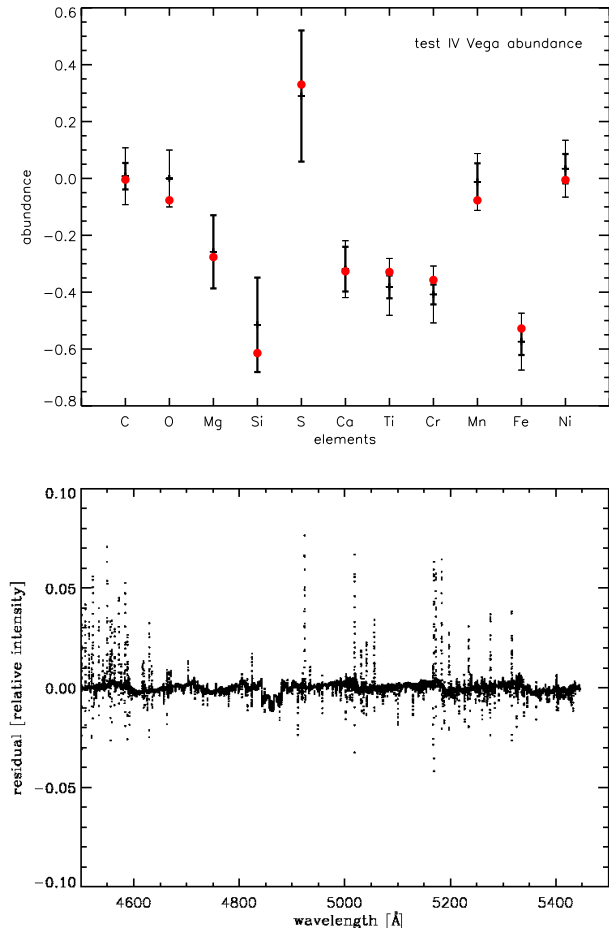 0.6
test IV Vega abundance
0.4
0.2
0.0
−0.2
−0.4
−0.6
−0.8
abundance
C O Mg Si S Ca Ti Cr Mn Fe Ni
elements
0.10
0.05
0.00
−0.05
−0.10
residual [relative intensity]
4600 4800 5000 5200 5400
wavelength [Å]